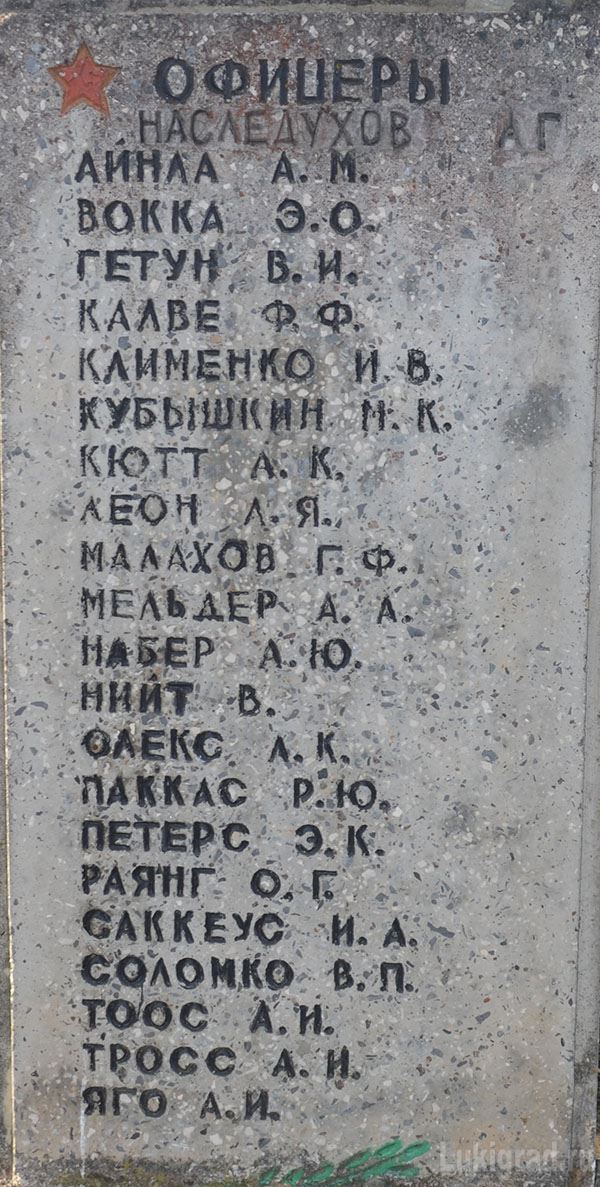 ОФИЦЕРЫ
НАСЛЕДУХОВ А Г
АЙНЛА А. М.
ВОККА Э.О.
ГЕТУН В. И.
КАЛВЕ Ф.Ф.
КЛИМЕНКО И. В.
КУБЫШКИН М. К.
КЮТТ А. К.
ЛЕОН Л. Я.
МАЛАХОВ Г. Ф.
МЕЛЬДЕР А. А.
НАБЕР А. Ю.
НИЙТ В.
ОЛЕКС Л. К.
ПАККАС Р. Ю.
ПЕТЕРС Э. К.
РАЯНГ О. Г.
САККЕУС И. А.
СОЛОМКО В. П.
ТООС А. И.
ТРОСС А. И.
ЯГО А. И.
Lukigrad.ru